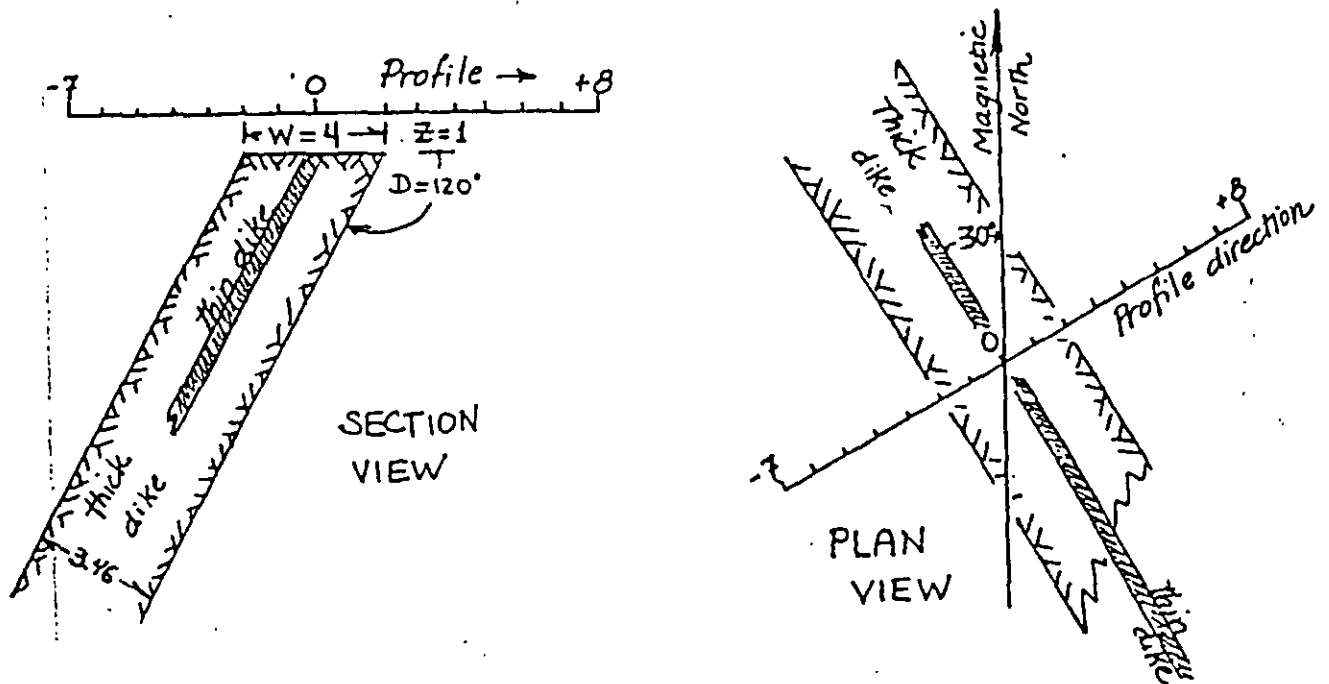 -7
0
Profile →
+8
W=4
Z=1
D=120°
thin dike
thick
dike
3.46
SECTION
VIEW
Magnetic
North
Thick
dike
30°
+8
Profile direction
0
-7
PLAN
VIEW
thin
dike